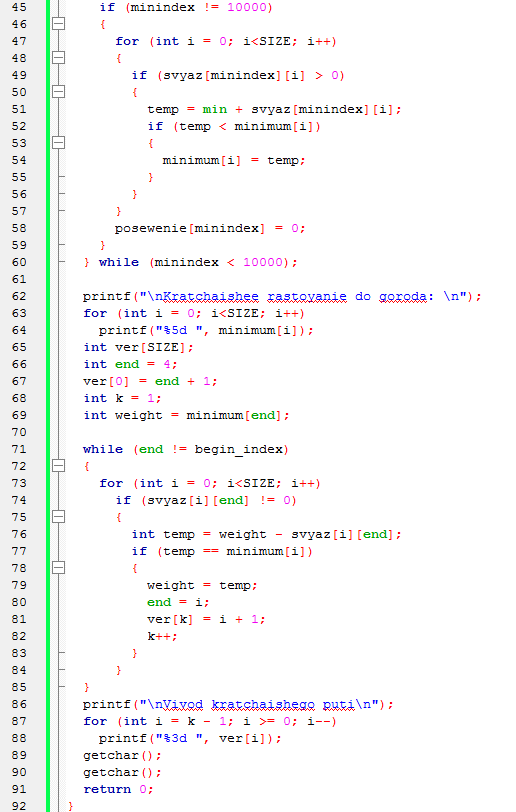 45 if (minindex != 10000)
46 {
47 for (int i = 0; i<SIZE; i++)
48 {
49 if (svyaz[minindex][i] > 0)
50 {
51 temp = min + svyaz[minindex][i];
52 if (temp < minimum[i])
53 {
54 minimum[i] = temp;
55 }
56 }
57 }
58 posewenie[minindex] = 0;
59 }
60 } while (minindex < 10000);
61
62 printf("\nKratchaishee rastoyanie do goroda: \n");
63 for (int i = 0; i<SIZE; i++)
64 printf("%5d ", minimum[i]);
65 int ver[SIZE];
66 int end = 4;
67 ver[0] = end + 1;
68 int k = 1;
69 int weight = minimum[end];
70
71 while (end != begin_index)
72 {
73 for (int i = 0; i<SIZE; i++)
74 if (svyaz[i][end] != 0)
75 {
76 int temp = weight - svyaz[i][end];
77 if (temp == minimum[i])
78 {
79 weight = temp;
80 end = i;
81 ver[k] = i + 1;
82 k++;
83 }
84 }
85 }
86 printf("\nVivod kratchaishego puti\n");
87 for (int i = k - 1; i >= 0; i--)
88 printf("%3d ", ver[i]);
89 getchar();
90 getchar();
91 return 0;
92 }